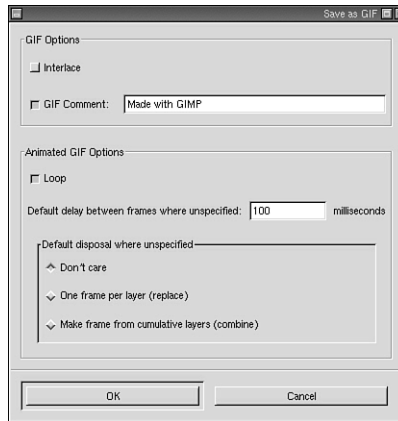 Save as GIF
GIF Options
Interlace
GIF Comment: Made with GIMP
Animated GIF Options
Loop
Default delay between frames where unspecified: 100 milliseconds
Default disposal where unspecified
Don't care
One frame per layer (replace)
Make frame from cumulative layers (combine)
OK Cancel